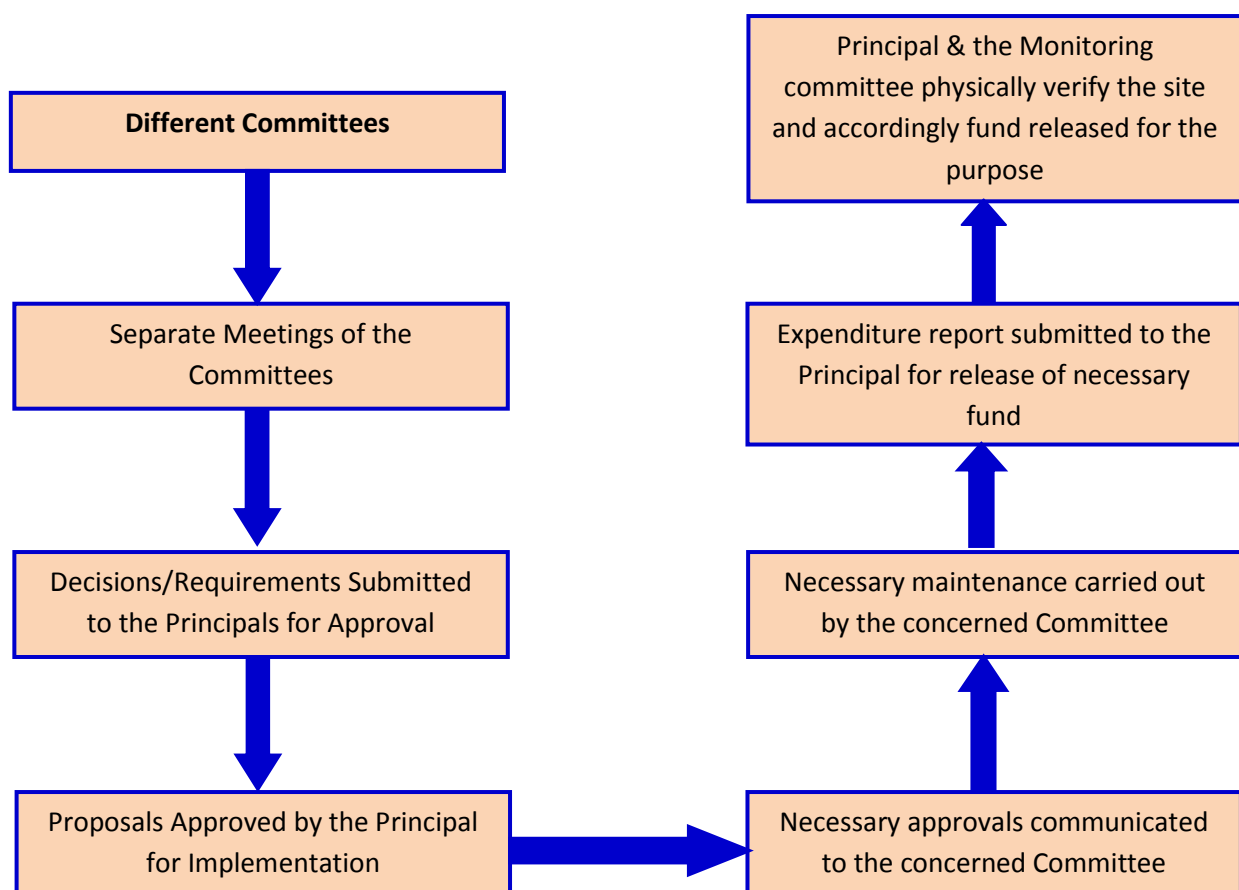 Different Committees
Separate Meetings of the
Committees
Decisions/Requirements Submitted
to the Principals for Approval
Proposals Approved by the Principal
for Implementation
Necessary approvals communicated
to the concerned Committee
Necessary maintenance carried out
by the concerned Committee
Expenditure report submitted to the
Principal for release of necessary
fund
Principal & the Monitoring
committee physically verify the site
and accordingly fund released for the
purpose